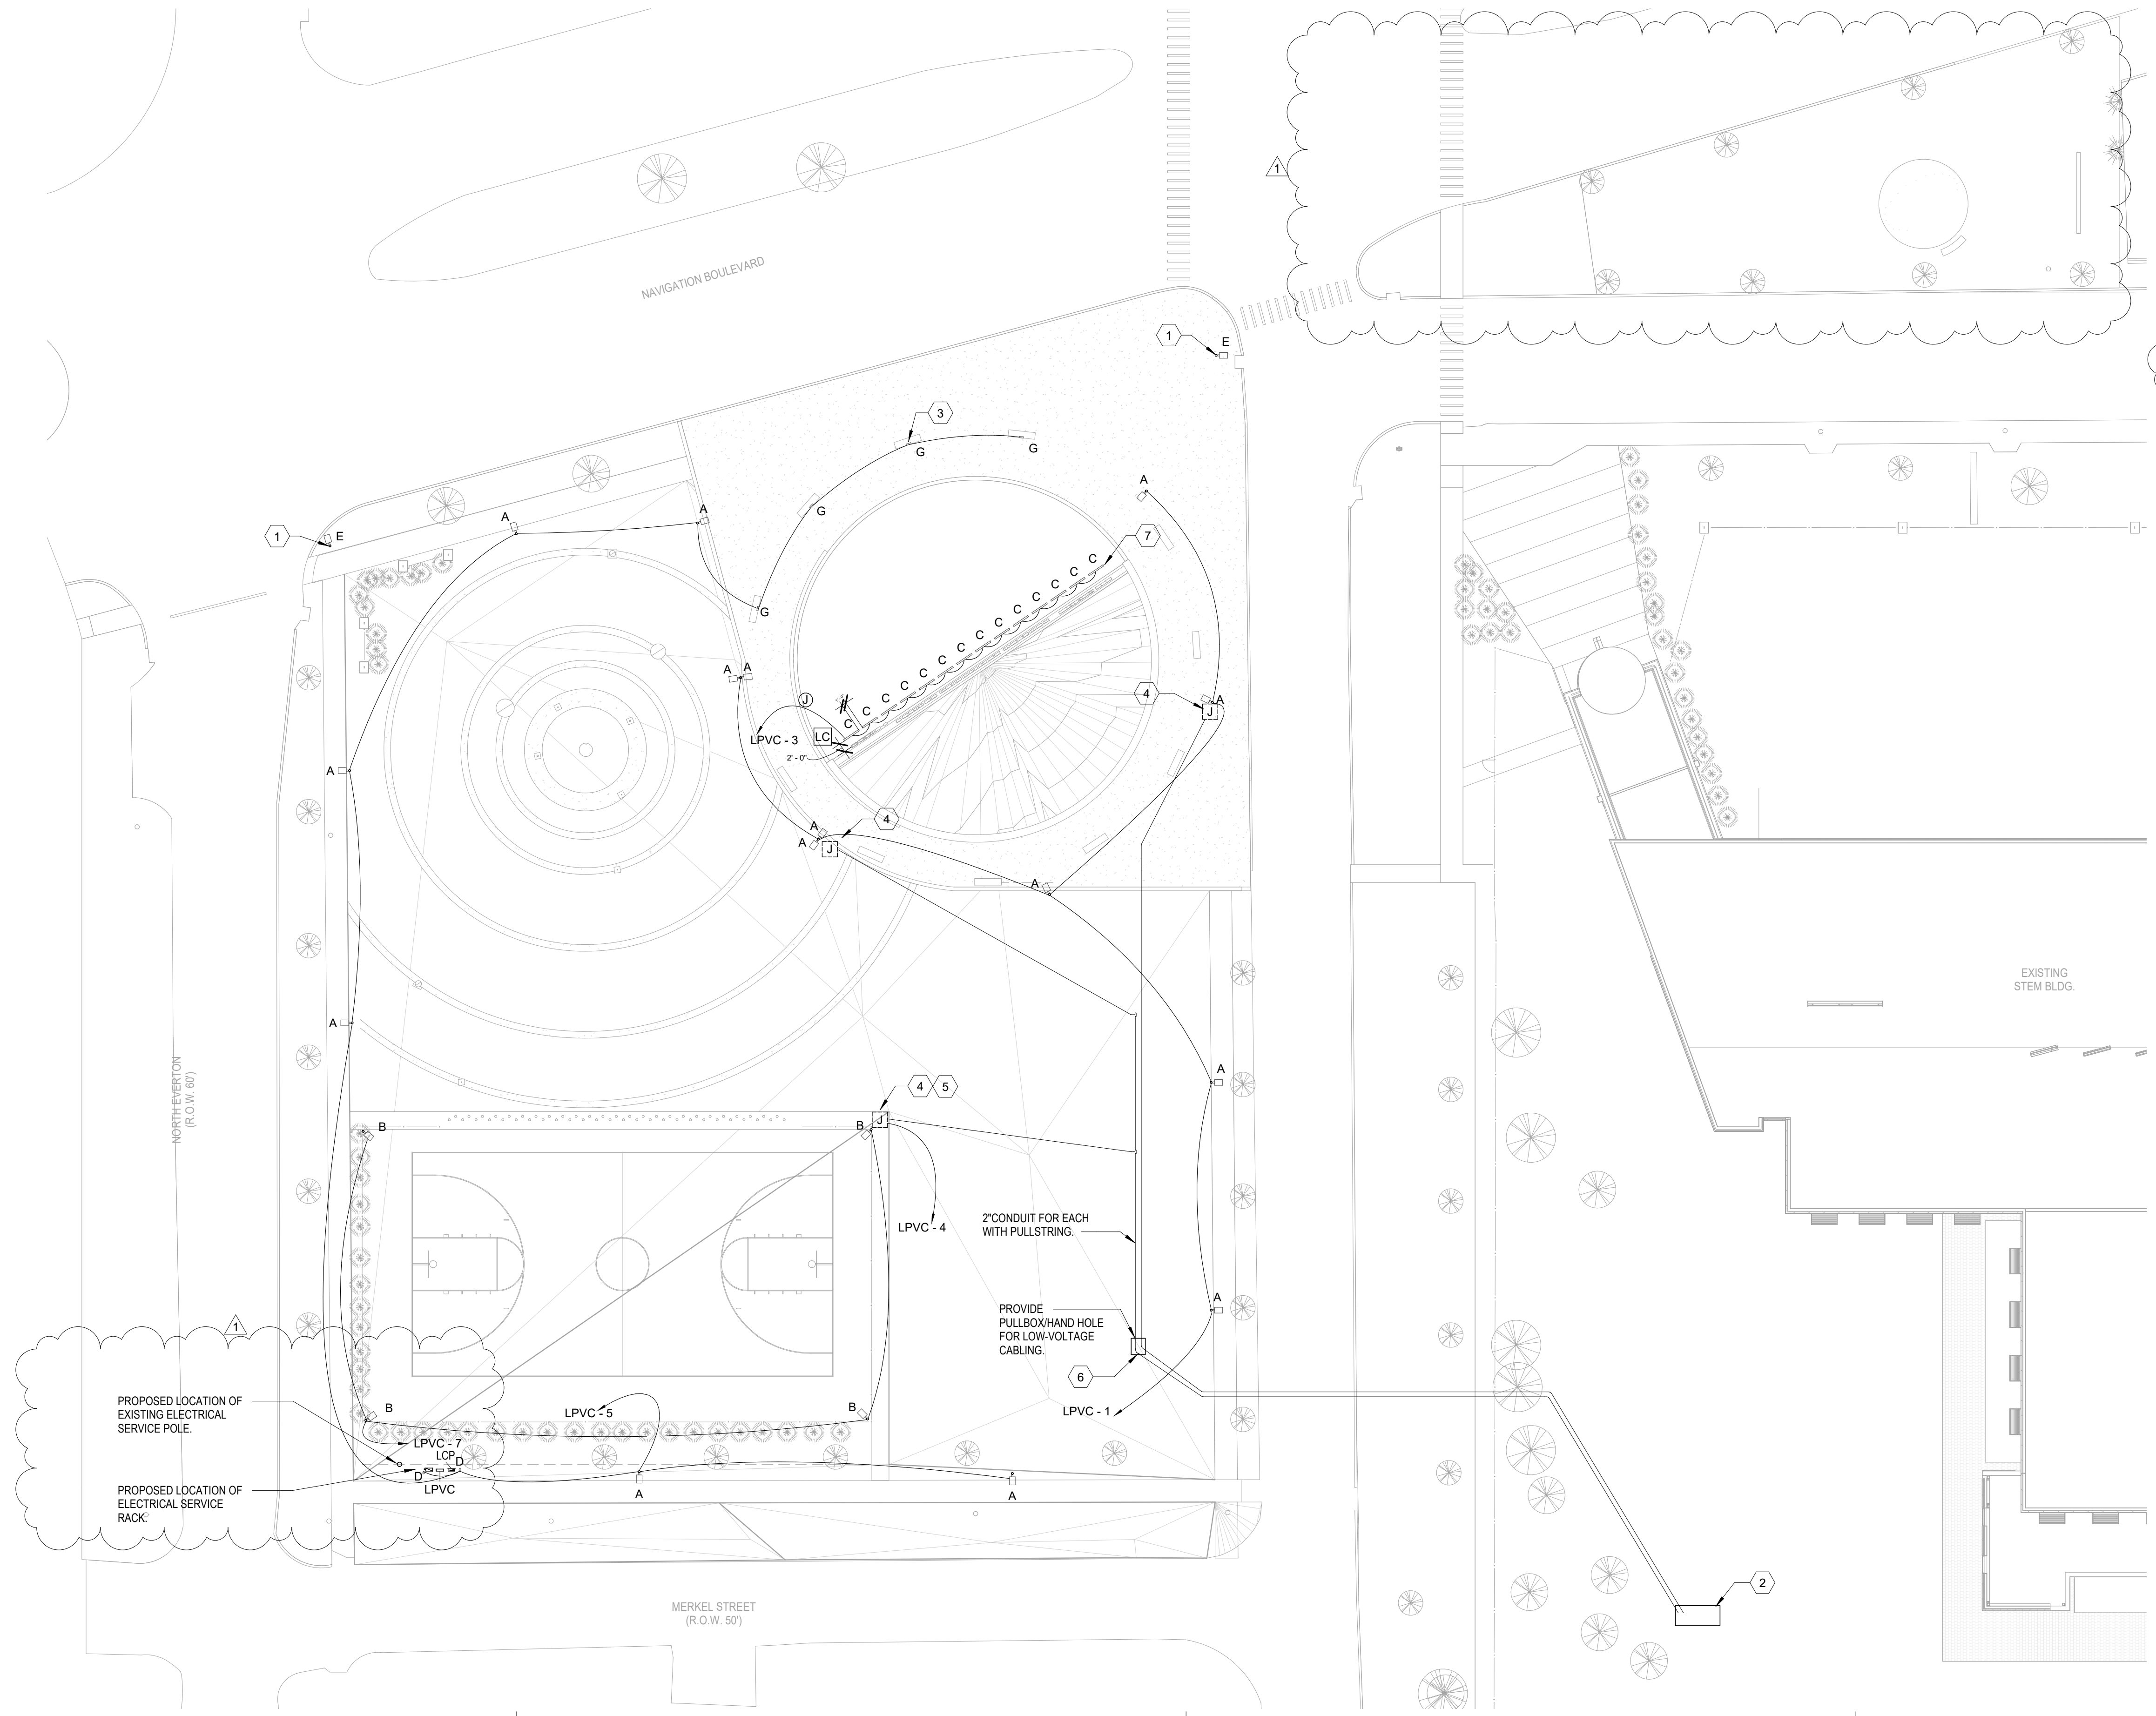 NAVIGATION BOULEVARD
1
1
E
3
G
G
A
1
E
A
A
G
7
C
C
C
C
C
C
C
C
C
C
C
C
C
C
G
A
A
4
A
J
J
LPVC - 3
LC
2' - 0"
A
4
A
A
J
A
EXISTING
STEM BLDG.
A
NORTH EVERTON
(R.O.W. 60')
A
4
5
J
B
B
LPVC - 4
2"CONDUIT FOR EACH
WITH PULLSTRING.
A
PROVIDE
PULLBOX/HAND HOLE
FOR LOW-VOLTAGE
CABLING.
6
1
PROPOSED LOCATION OF
EXISTING ELECTRICAL
SERVICE POLE.
B
LPVC - 5
B
LPVC - 1
LPVC - 7
LCP
D
D
LPVC
PROPOSED LOCATION OF
ELECTRICAL SERVICE
RACK.
A
A
2
MERKEL STREET
(R.O.W. 50')